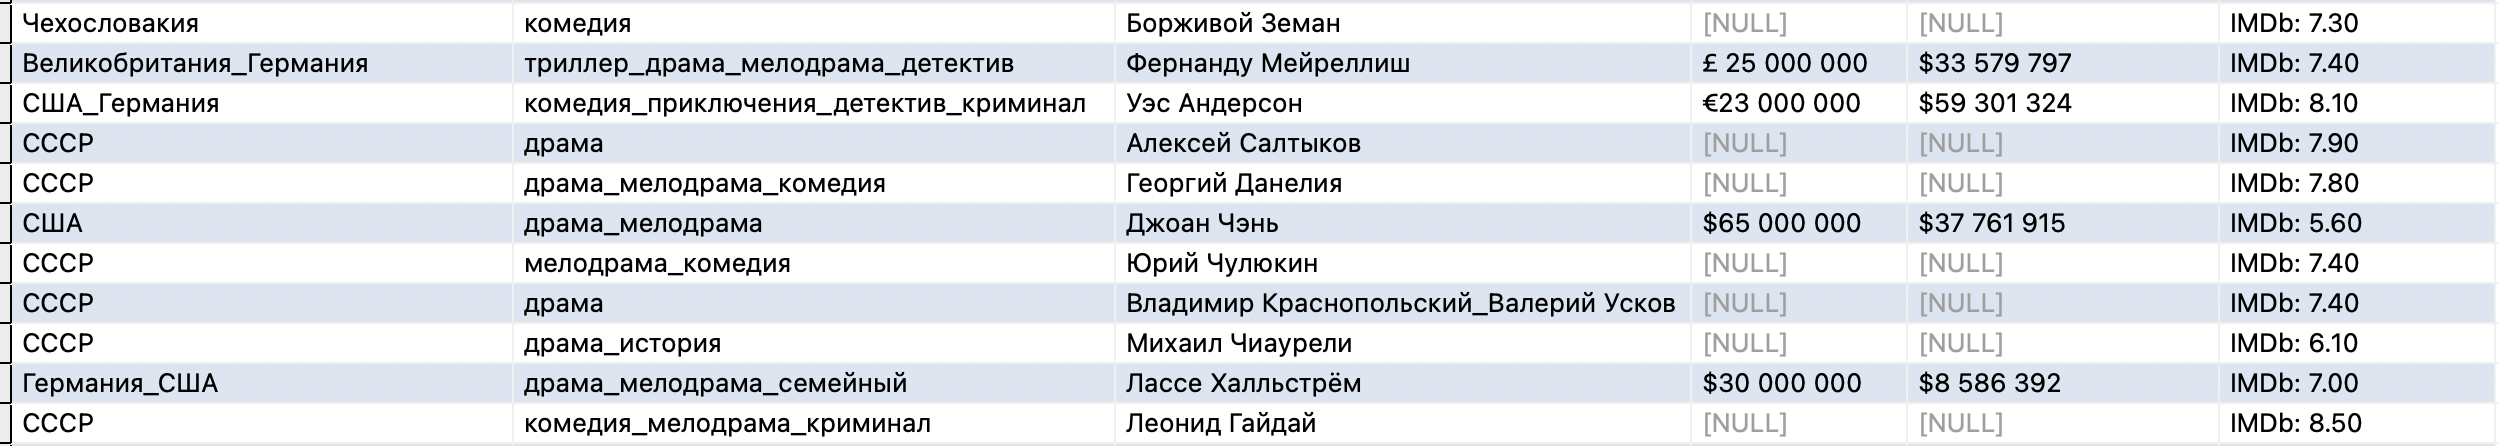 Чехословакия комедия Борживой Земан [NULL] [NULL] IMDb: 7.30
Великобритания_Германия триллер_драма_мелодрама_детектив Фернанду Мейреллиш £ 25 000 000 $33 579 797 IMDb: 7.40
США_Германия комедия_приключения_детектив_криминал Уэс Андерсон €23 000 000 $59 301 324 IMDb: 8.10
СССР драма Алексей Салтыков [NULL] [NULL] IMDb: 7.90
СССР драма_мелодрама_комедия Георгий Данелия [NULL] [NULL] IMDb: 7.80
США драма_мелодрама Джоан Чэнь $65 000 000 $37 761 915 IMDb: 5.60
СССР мелодрама_комедия Юрий Чулюкин [NULL] [NULL] IMDb: 7.40
СССР драма Владимир Краснопольский_Валерий Усков [NULL] [NULL] IMDb: 7.40
СССР драма_история Михаил Чиаурели [NULL] [NULL] IMDb: 6.10
Германия_США драма_мелодрама_семейный Лассе Халльстрём $30 000 000 $8 586 392 IMDb: 7.00
СССР комедия_мелодрама_криминал Леонид Гайдай [NULL] [NULL] IMDb: 8.50